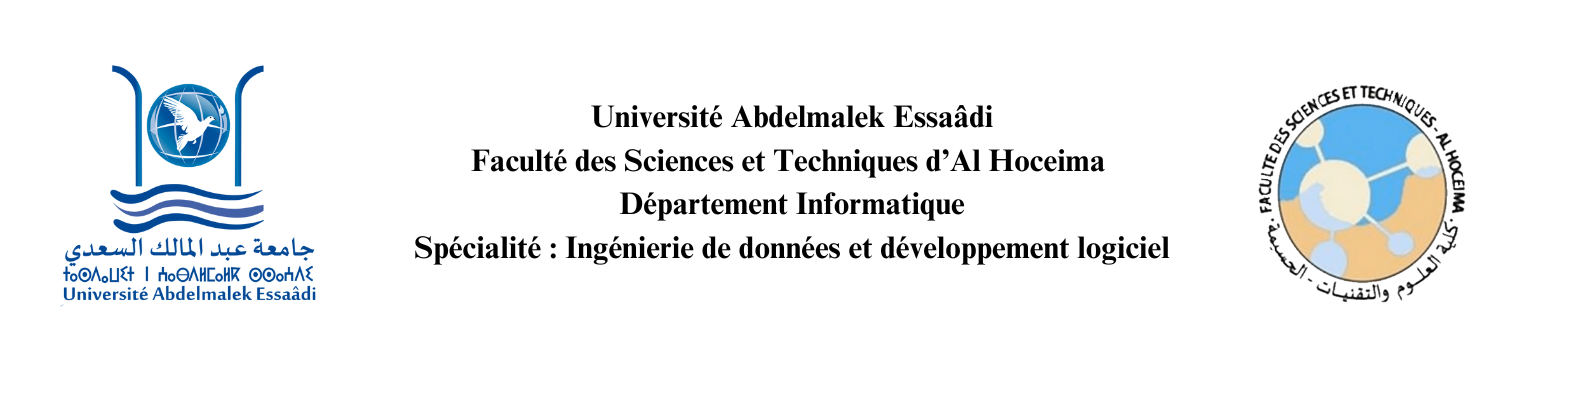 جامعة عبد المالك السعدي
ⵜⴰⵙⴷⴰⵡⵉⵜ ⵏ ⵄⴰⴱⴷⵍⵎⴰⵍⴽ ⵙⵙⴰⵄⴷⵉ
Université Abdelmalek Essaâdi
Université Abdelmalek Essaâdi
Faculté des Sciences et Techniques d’Al Hoceima
Département Informatique
Spécialité : Ingénierie de données et développement logiciel
FACULTE DES SCIENCES ET TECHNIQUES - AL HOCEIMA
كلية العلوم والتقنيات - الحسيمة